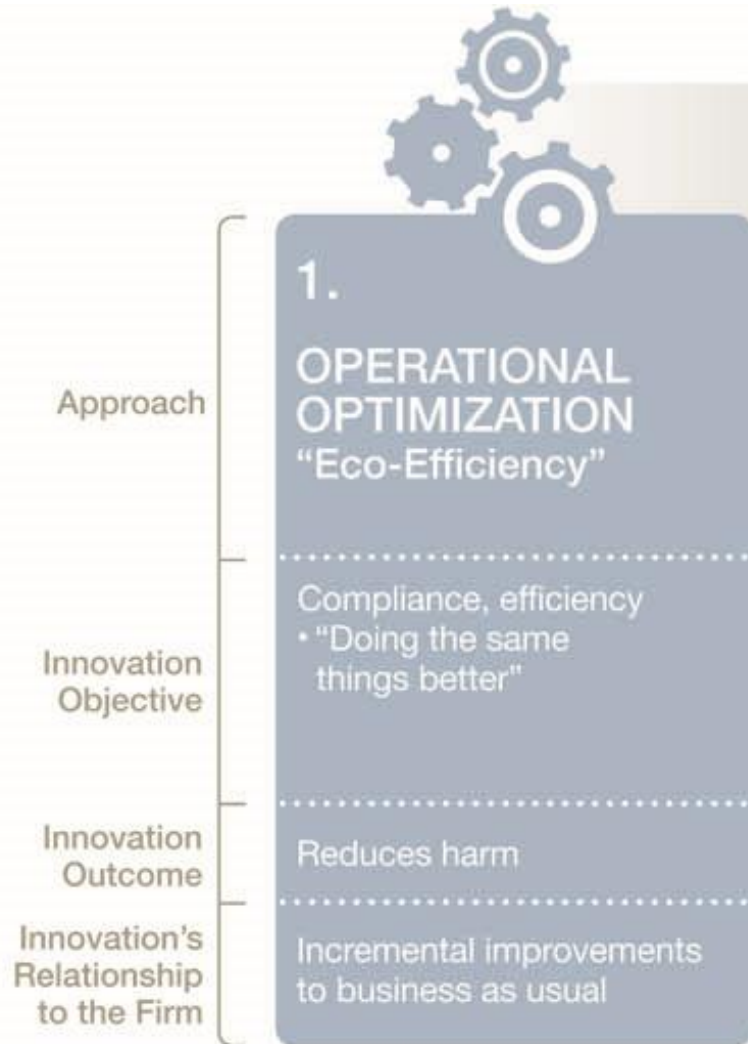 1.
OPERATIONAL
OPTIMIZATION
“Eco-Efficiency”
Approach
Compliance, efficiency
• “Doing the same
things better”
Innovation
Objective
Reduces harm
Innovation
Outcome
Incremental improvements
to business as usual
Innovation’s
Relationship
to the Firm